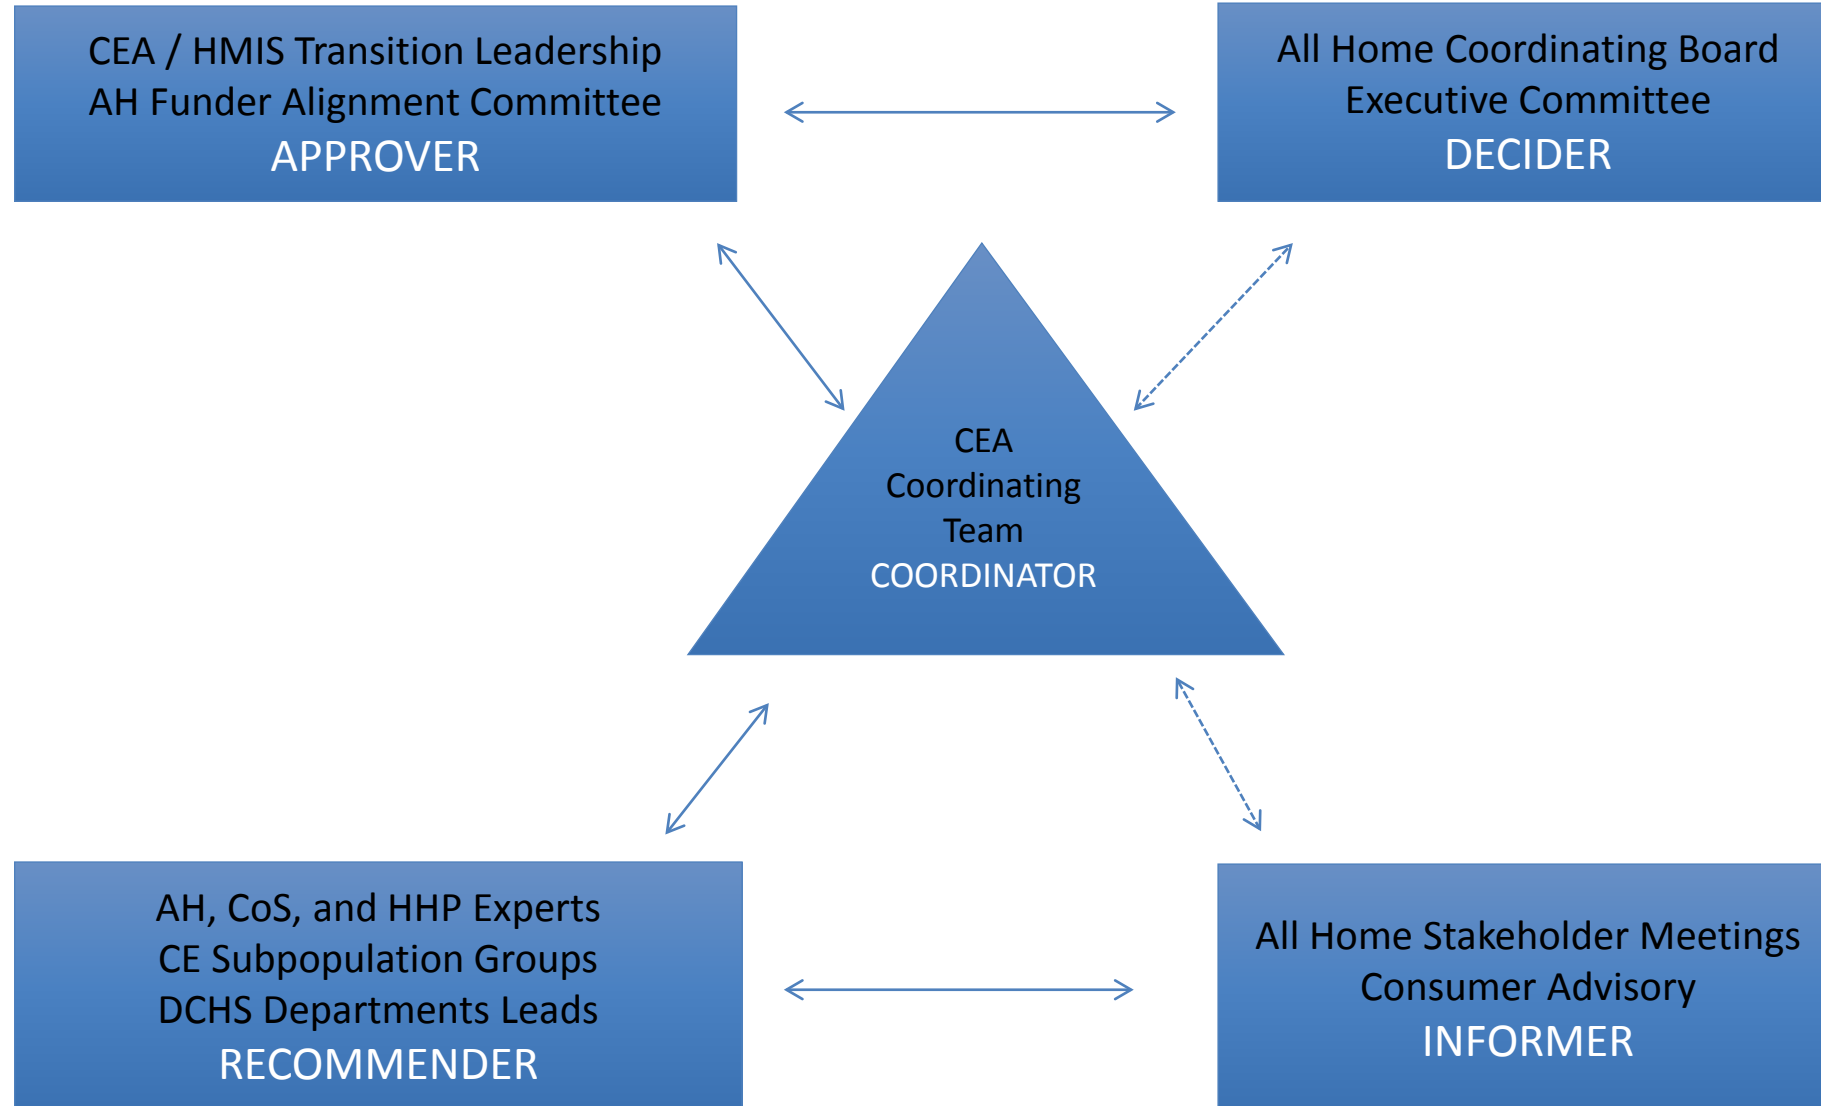 CEA / HMIS Transition Leadership
AH Funder Alignment Committee
APPROVER
All Home Coordinating Board
Executive Committee
DECIDER
CEA
Coordinating
Team
COORDINATOR
AH, CoS, and HHP Experts
CE Subpopulation Groups
DCHS Departments Leads
RECOMMENDER
All Home Stakeholder Meetings
Consumer Advisory
INFORMER